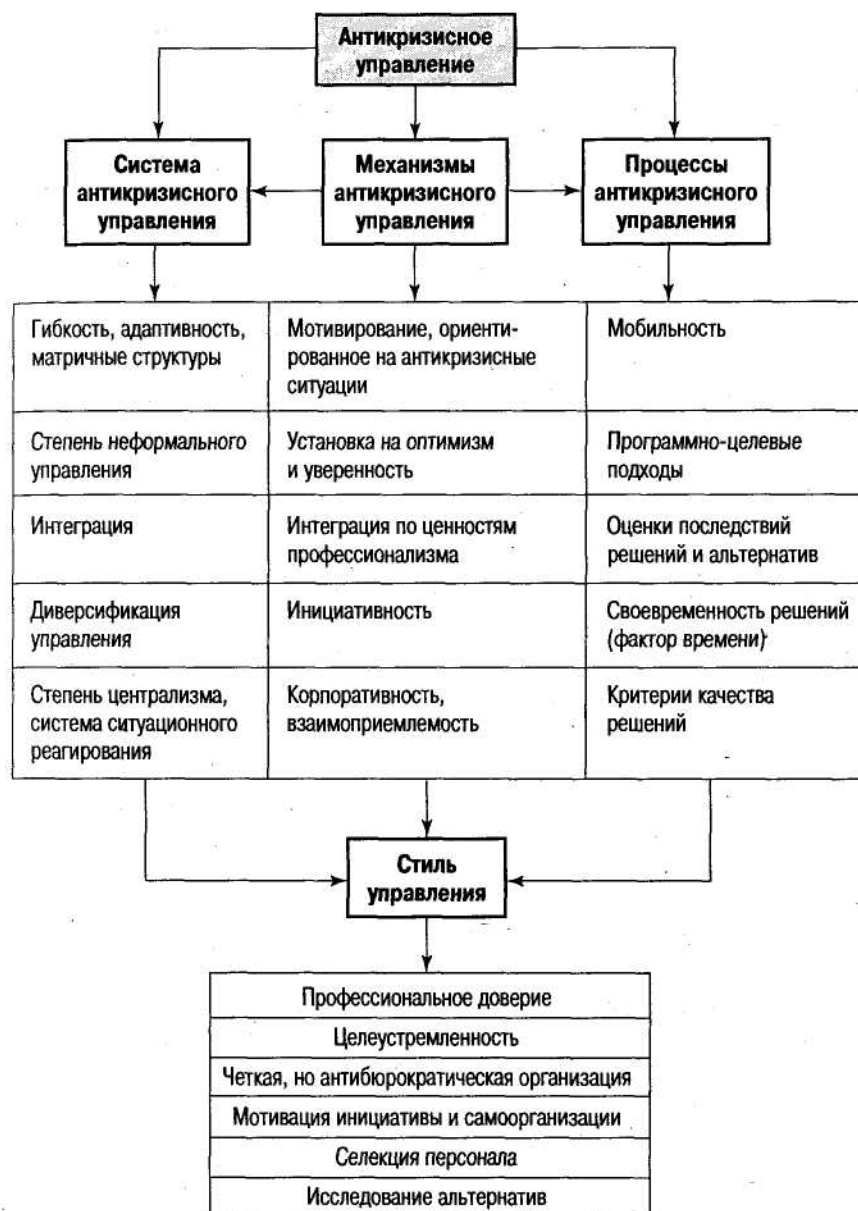 Антикризисное
управление
Система
антикризисного
управления
Механизмы
антикризисного
управления
Процессы
антикризисного
управления
Гибкость, адаптивность,
матричные структуры
Мотивирование, ориенти-
рованное на антикризисные
ситуации
Мобильность
Степень неформального
управления
Установка на оптимизм
и уверенность
Программно-целевые
подходы
Интеграция
Интеграция по ценностям
профессионализма
Оценки последствий
решений и альтернатив
Диверсификация
управления
Инициативность
Своевременность решений
(фактор времени)
Степень централизма,
система ситуационного
реагирования
Корпоративность,
взаимоприемлемость
Критерии качества
решений
Стиль
управления
Профессиональное доверие
Целеустремленность
Четкая, но антибюрократическая организация
Мотивация инициативы и самоорганизации
Селекция персонала
Исследование альтернатив